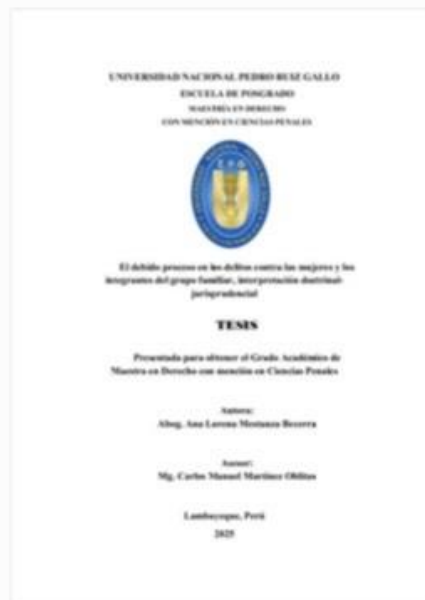 UNIVERSIDAD NACIONAL PEDRO RUIZ GALLO
ESCUELA DE POSGRADO
MAESTRÍA EN DERECHO
CON MENCIÓN EN CIENCIAS PENALES
El debido proceso en los delitos contra las mujeres y los
integrantes del grupo familiar, interpretación doctrinal-
jurisprudencial
TESIS
Presentada para obtener el Grado Académico de
Maestra en Derecho con mención en Ciencias Penales
Autora:
Abog. Ana Lorena Mestanza Becerra
Asesor:
Mg. Carlos Manuel Martínez Oblitas
Lambayeque, Perú
2025